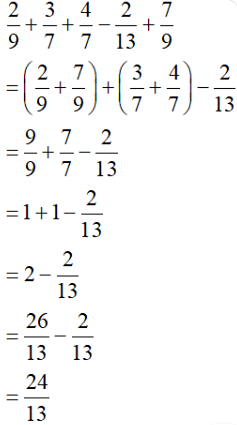 2/9 + 3/7 + 4/7 − 2/13 + 7/9
= (2/9 + 7/9) + (3/7 + 4/7) − 2/13
= 9/9 + 7/7 − 2/13
= 1 + 1 − 2/13
= 2 − 2/13
= 26/13 − 2/13
= 24/13